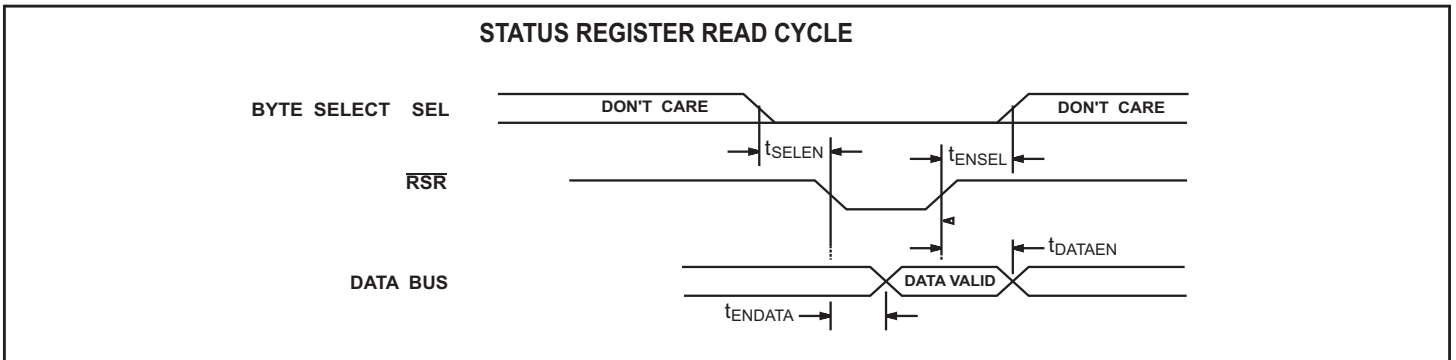 STATUS REGISTER READ CYCLE
BYTE SELECT SEL DON'T CARE DON'T CARE
tSELEN tENSEL
RSR
tDATAEN
DATA BUS DATA VALID
tENDATA